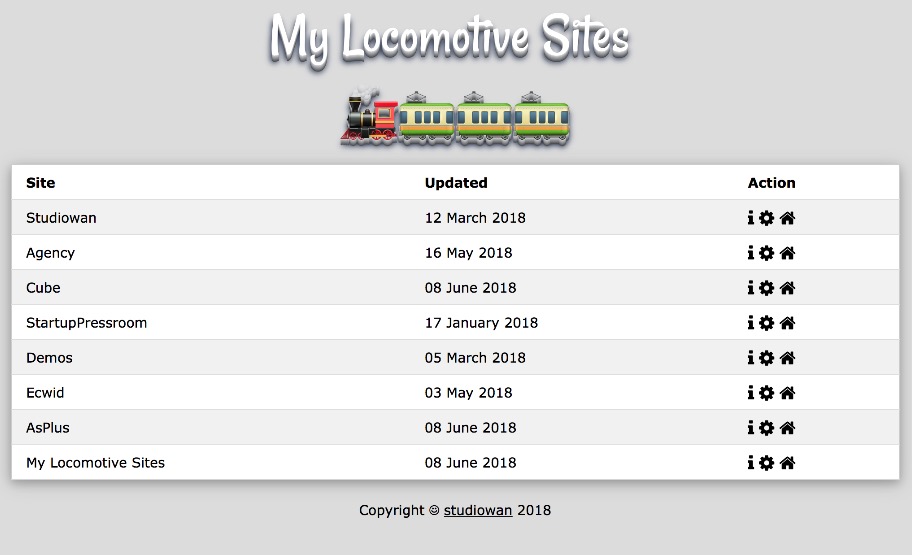 My Locomotive Sites
Site Updated Action
Studiowan 12 March 2018
Agency 16 May 2018
Cube 08 June 2018
StartupPressroom 17 January 2018
Demos 05 March 2018
Ecwid 03 May 2018
AsPlus 08 June 2018
My Locomotive Sites 08 June 2018
Copyright ☺ studiowan 2018